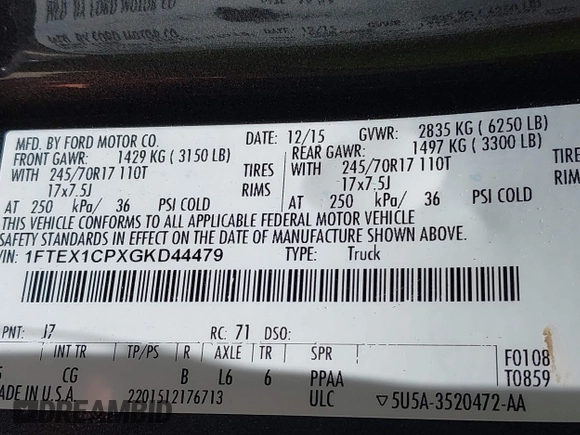 MFD. BY FORD MOTOR CO. DATE: 12/15 GVWR: 2835 KG ( 6250 LB)
FRONT GAWR: 1429 KG ( 3150 LB) REAR GAWR: 1497 KG ( 3300 LB)
WITH 245/70R17 110T TIRES WITH 245/70R17 110T TIRES
17x7.5J RIMS 17x7.5J RIMS
AT 250 kPa/ 36 PSI COLD AT 250 kPa/ 36 PSI COLD
THIS VEHICLE CONFORMS TO ALL APPLICABLE FEDERAL MOTOR VEHICLE
SAFETY STANDARDS IN EFFECT ON THE DATE OF MANUFACTURE SHOWN ABOVE.
VIN: 1FTEX1CPXGKD44479 TYPE: Truck
PNT: J7 RC: 71 DSO:
INT TR TP/PS R AXLE TR SPR F0108
CG B L6 6 PPAA T0859
MADE IN U.S.A. 2201512176713 ULC ▽5U5A-3520472-AA
DREAMBID